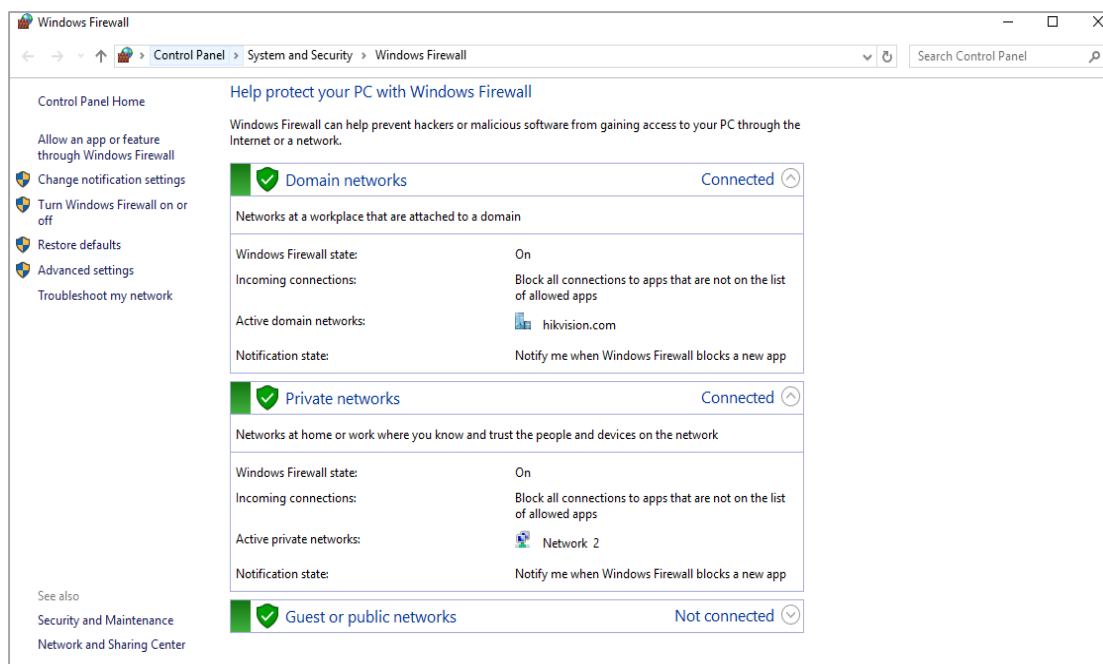 Windows Firewall
Control Panel > System and Security > Windows Firewall
Search Control Panel
Control Panel Home
Allow an app or feature
through Windows Firewall
Change notification settings
Turn Windows Firewall on or
off
Restore defaults
Advanced settings
Troubleshoot my network
See also
Security and Maintenance
Network and Sharing Center
Help protect your PC with Windows Firewall
Windows Firewall can help prevent hackers or malicious software from gaining access to your PC through the
Internet or a network.
Domain networks Connected
Networks at a workplace that are attached to a domain
Windows Firewall state: On
Incoming connections: Block all connections to apps that are not on the list
of allowed apps
Active domain networks: hikvision.com
Notification state: Notify me when Windows Firewall blocks a new app
Private networks Connected
Networks at home or work where you know and trust the people and devices on the network
Windows Firewall state: On
Incoming connections: Block all connections to apps that are not on the list
of allowed apps
Active private networks: Network 2
Notification state: Notify me when Windows Firewall blocks a new app
Guest or public networks Not connected